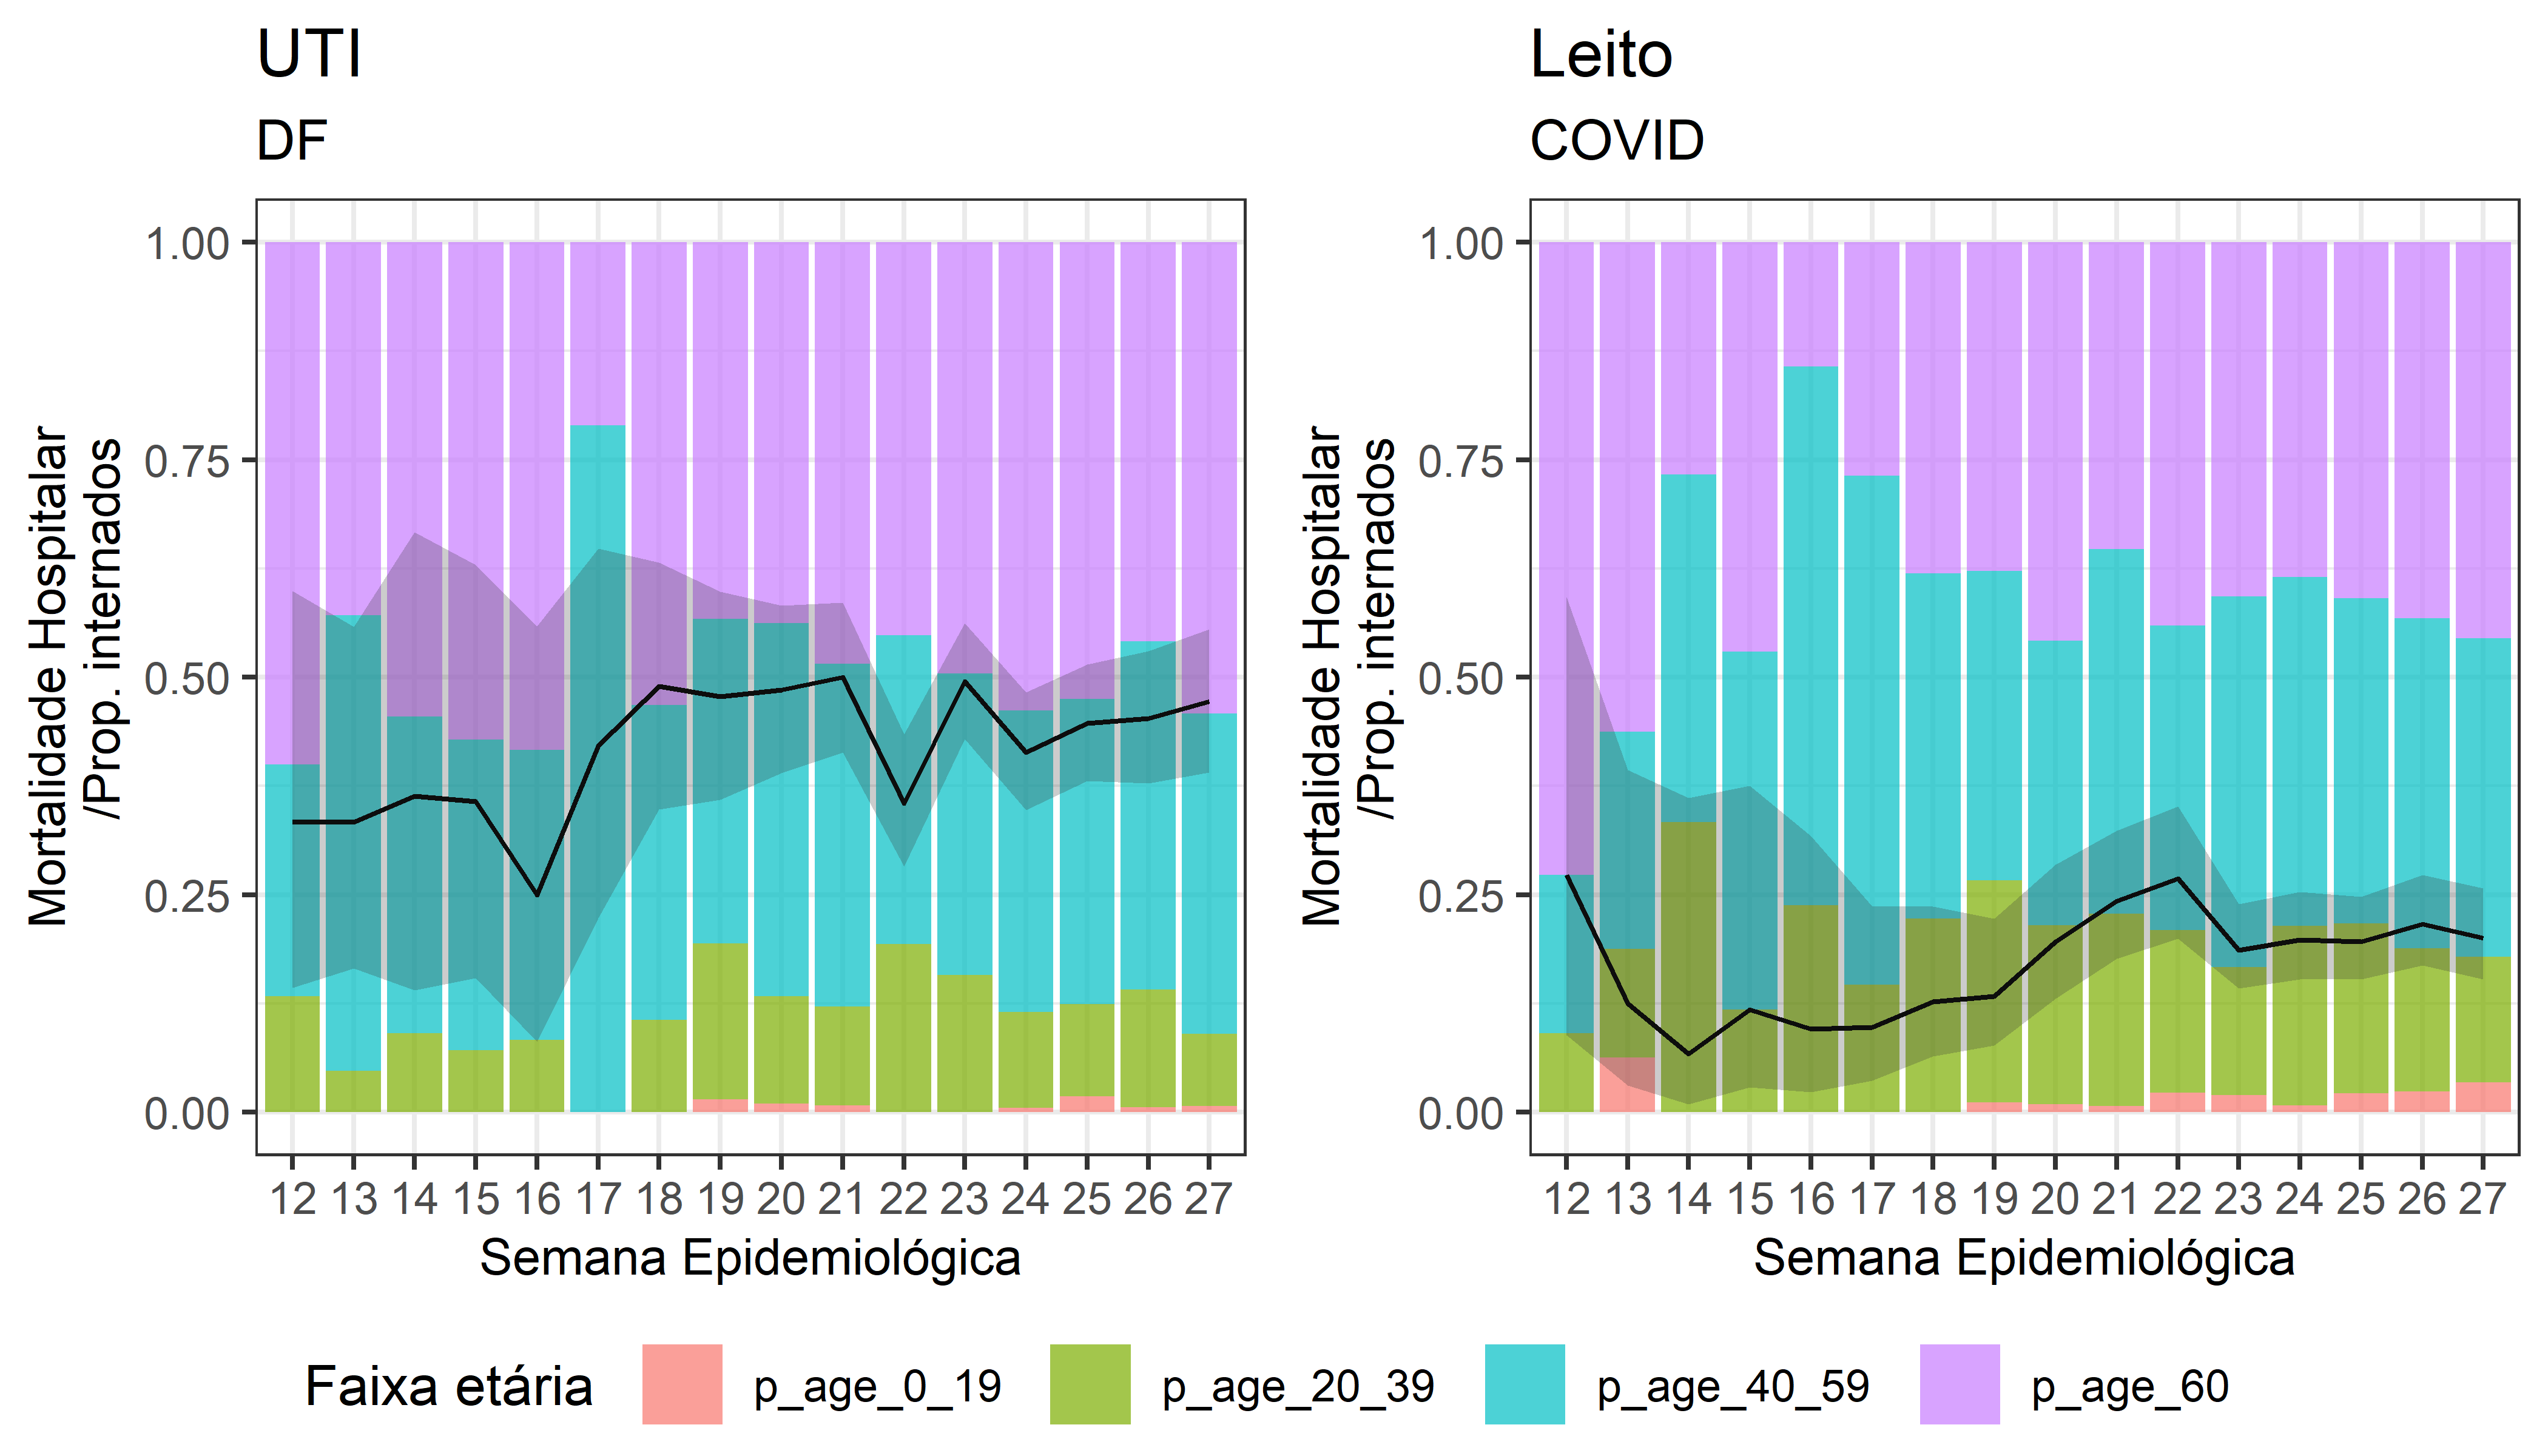 UTI
DF
Mortalidade Hospitalar
/Prop. internados
1.00
0.75
0.50
0.25
0.00
12 13 14 15 16 17 18 19 20 21 22 23 24 25 26 27
Semana Epidemiológica
Leito
COVID
Mortalidade Hospitalar
/Prop. internados
1.00
0.75
0.50
0.25
0.00
12 13 14 15 16 17 18 19 20 21 22 23 24 25 26 27
Semana Epidemiológica
Faixa etária p_age_0_19 p_age_20_39 p_age_40_59 p_age_60